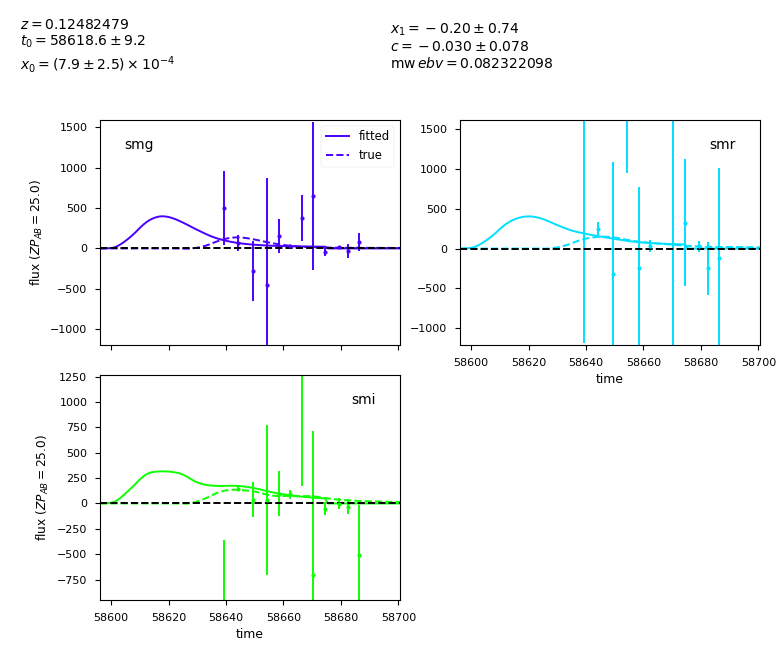 z = 0.12482479
t₀ = 58618.6 ± 9.2
x₀ = (7.9 ± 2.5) × 10⁻⁴
x₁ = −0.20 ± 0.74
c = −0.030 ± 0.078
mw ebv = 0.082322098
smg
fitted
true
1500
1000
500
0
−500
−1000
flux (ZP_AB = 25.0)
smr
1500
1000
500
0
−500
−1000
58600 58620 58640 58660 58680 58700
time
smi
1250
1000
750
500
250
0
−250
−500
−750
flux (ZP_AB = 25.0)
58600 58620 58640 58660 58680 58700
time